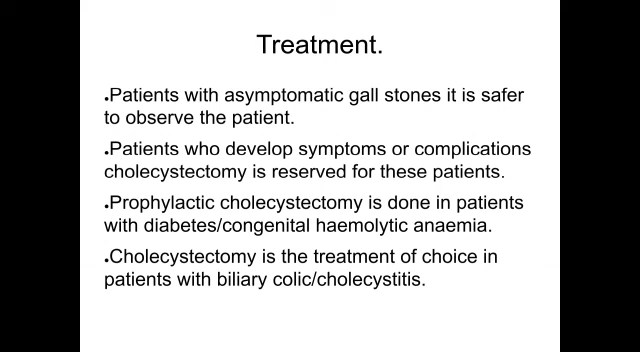 Treatment.
•Patients with asymptomatic gall stones it is safer
to observe the patient.
•Patients who develop symptoms or complications
cholecystectomy is reserved for these patients.
•Prophylactic cholecystectomy is done in patients
with diabetes/congenital haemolytic anaemia.
•Cholecystectomy is the treatment of choice in
patients with biliary colic/cholecystitis.